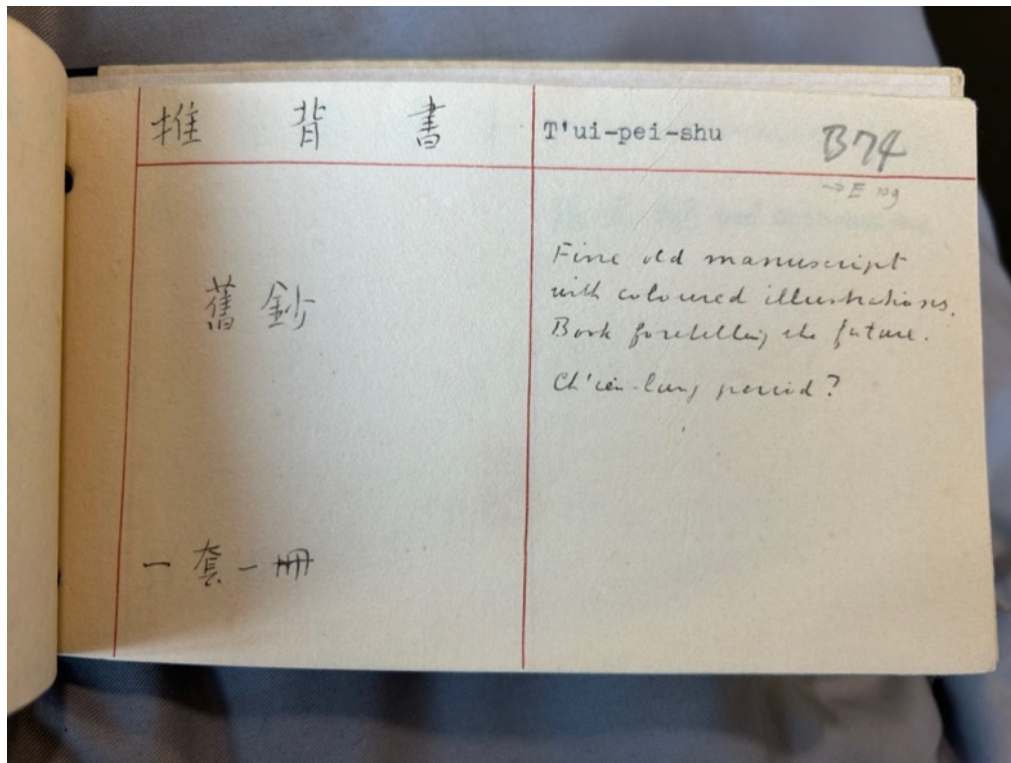 推背書
T'ui-pei-shu
B74
→ E 109
舊鈔
一套一冊
Fine old manuscript
with coloured illustrations.
Book foretelling the future.
Ch'ien-lung period?